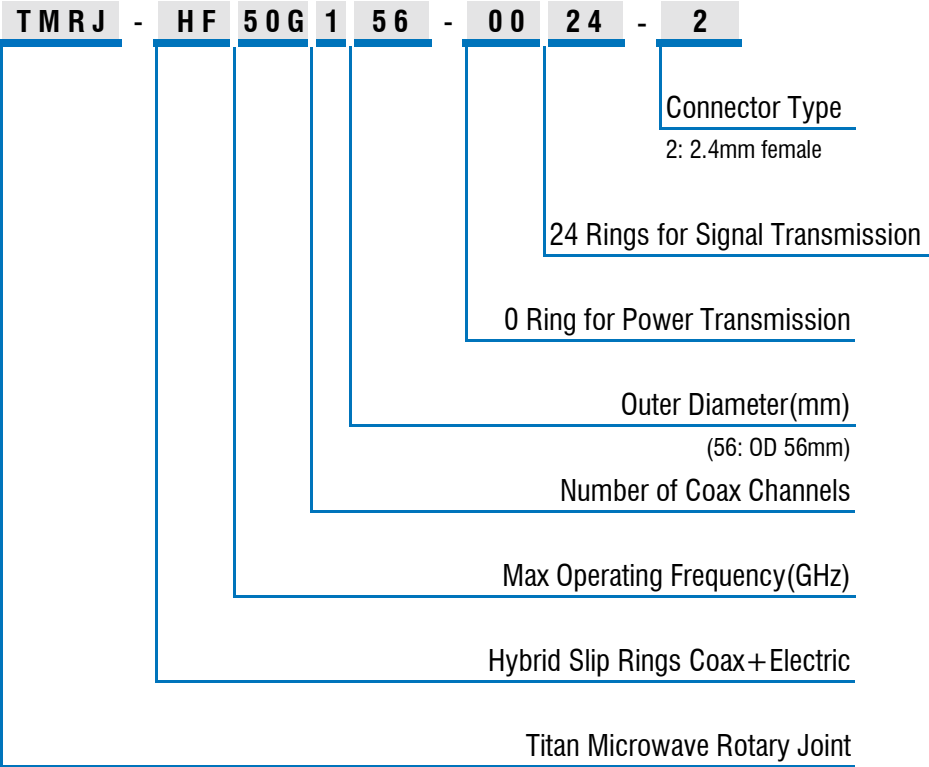 TMRJ - HF 50G 1 56 - 00 24 - 2
Connector Type
2: 2.4mm female
24 Rings for Signal Transmission
0 Ring for Power Transmission
Outer Diameter(mm)
(56: OD 56mm)
Number of Coax Channels
Max Operating Frequency(GHz)
Hybrid Slip Rings Coax+Electric
Titan Microwave Rotary Joint